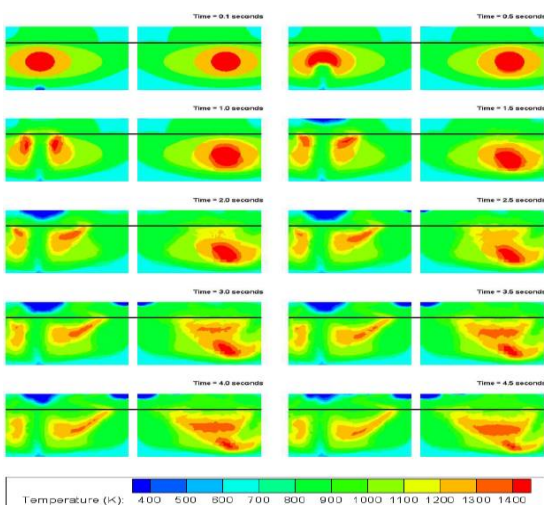 Time = 0.1 seconds
Time = 0.5 seconds
Time = 1.0 seconds
Time = 1.5 seconds
Time = 2.0 seconds
Time = 2.5 seconds
Time = 3.0 seconds
Time = 3.5 seconds
Time = 4.0 seconds
Time = 4.5 seconds
Temperature (K): 400 500 600 700 800 900 1000 1100 1200 1300 1400